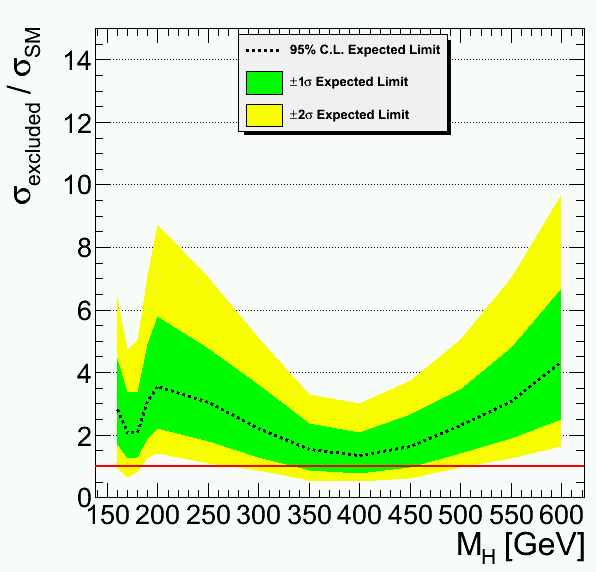 σexcluded / σSM
95% C.L. Expected Limit
±1σ Expected Limit
±2σ Expected Limit
14
12
10
8
6
4
2
0
150 200 250 300 350 400 450 500 550 600
MH [GeV]